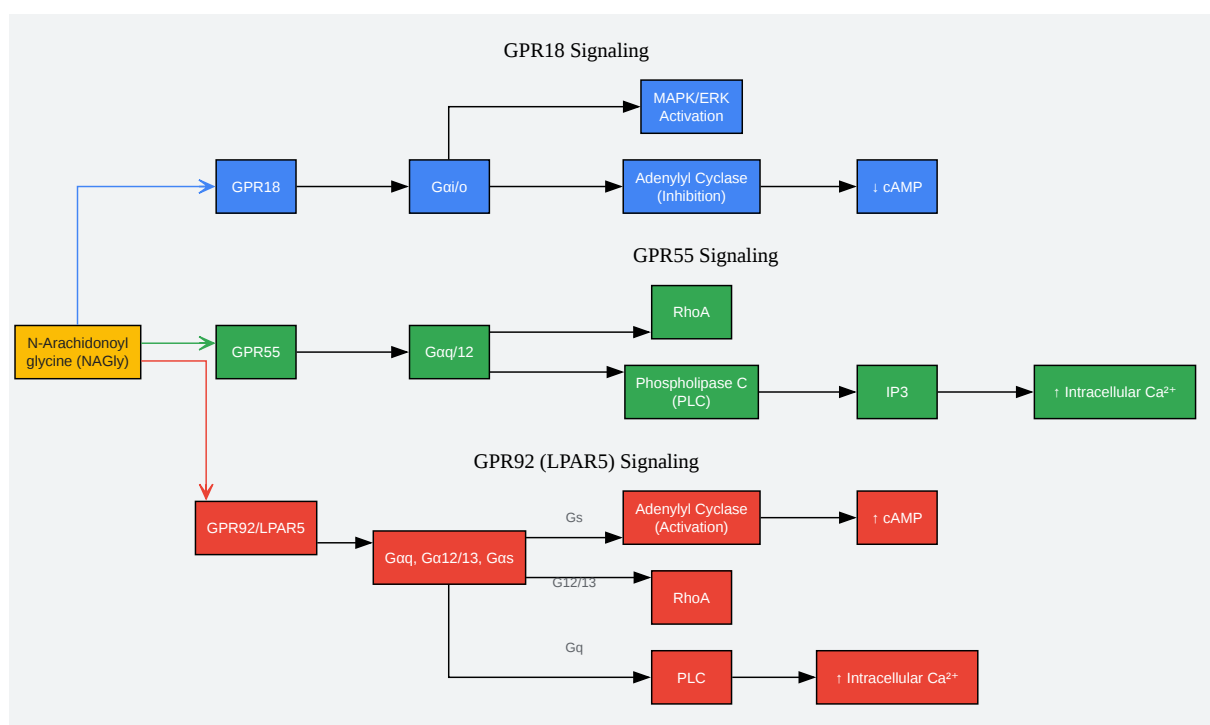 GPR18 Signaling
MAPK/ERK
Activation
GPR18
Gαi/o
Adenylyl Cyclase
(Inhibition)
↓ cAMP
GPR55 Signaling
RhoA
N-Arachidonoyl
glycine (NAGly)
GPR55
Gαq/12
Phospholipase C
(PLC)
IP3
↑ Intracellular Ca²⁺
GPR92 (LPAR5) Signaling
GPR92/LPAR5
Gαq, Gα12/13, Gαs
Gs
Adenylyl Cyclase
(Activation)
↑ cAMP
G12/13
RhoA
Gq
PLC
↑ Intracellular Ca²⁺